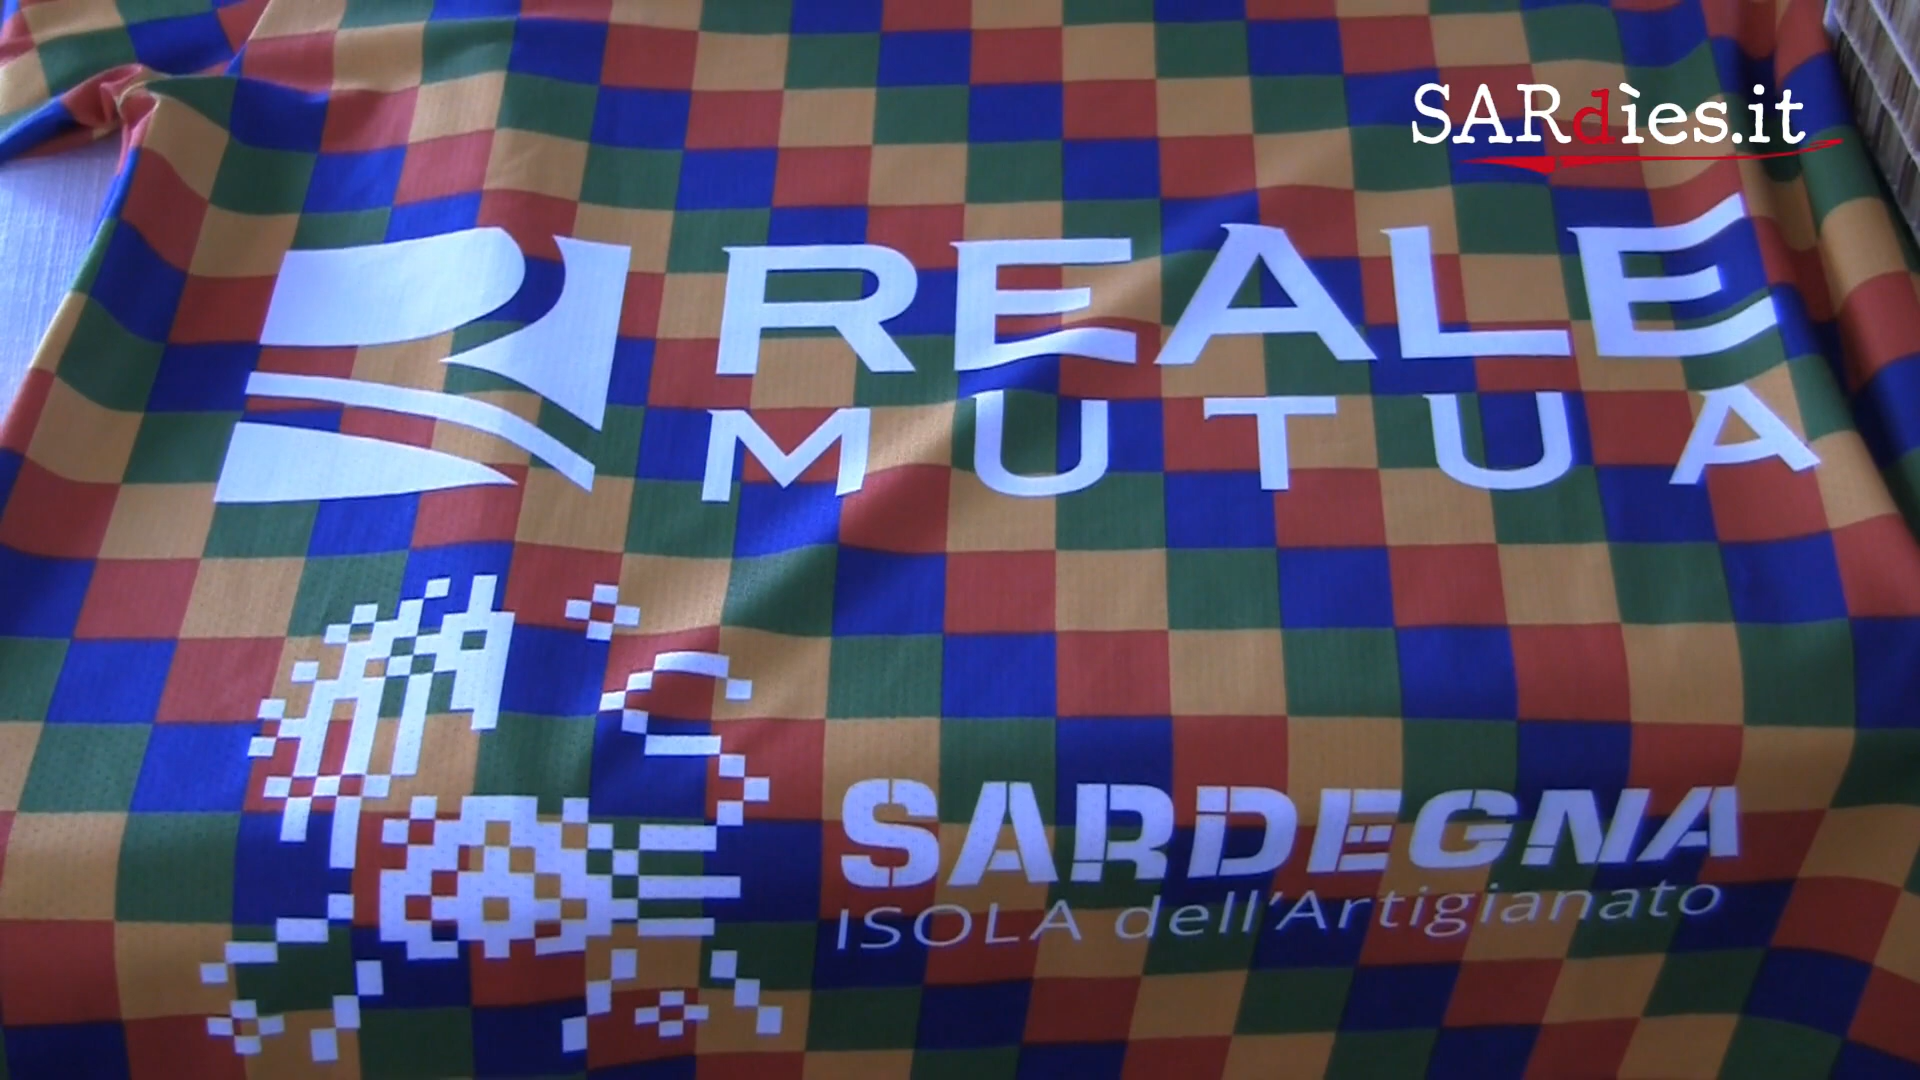 SARdìes.it
REALE
MUTUA
SARDEGNA
ISOLA dell'Artigianato